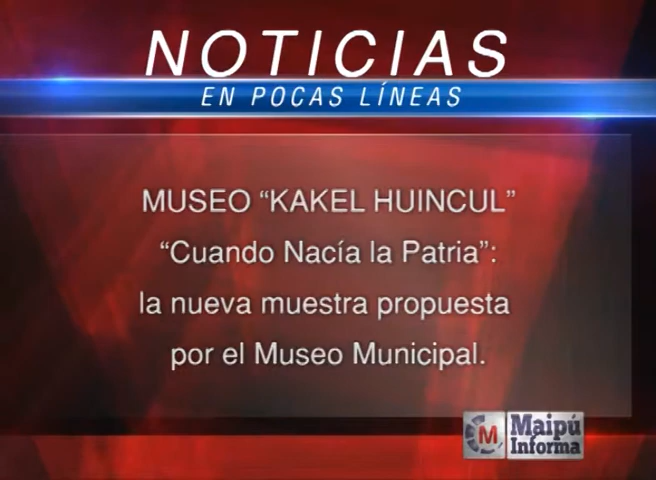 NOTICIAS
EN POCAS LÍNEAS
MUSEO “KAKEL HUINCUL”
“Cuando Nacía la Patria”:
la nueva muestra propuesta
por el Museo Municipal.
M Maipú
Informa